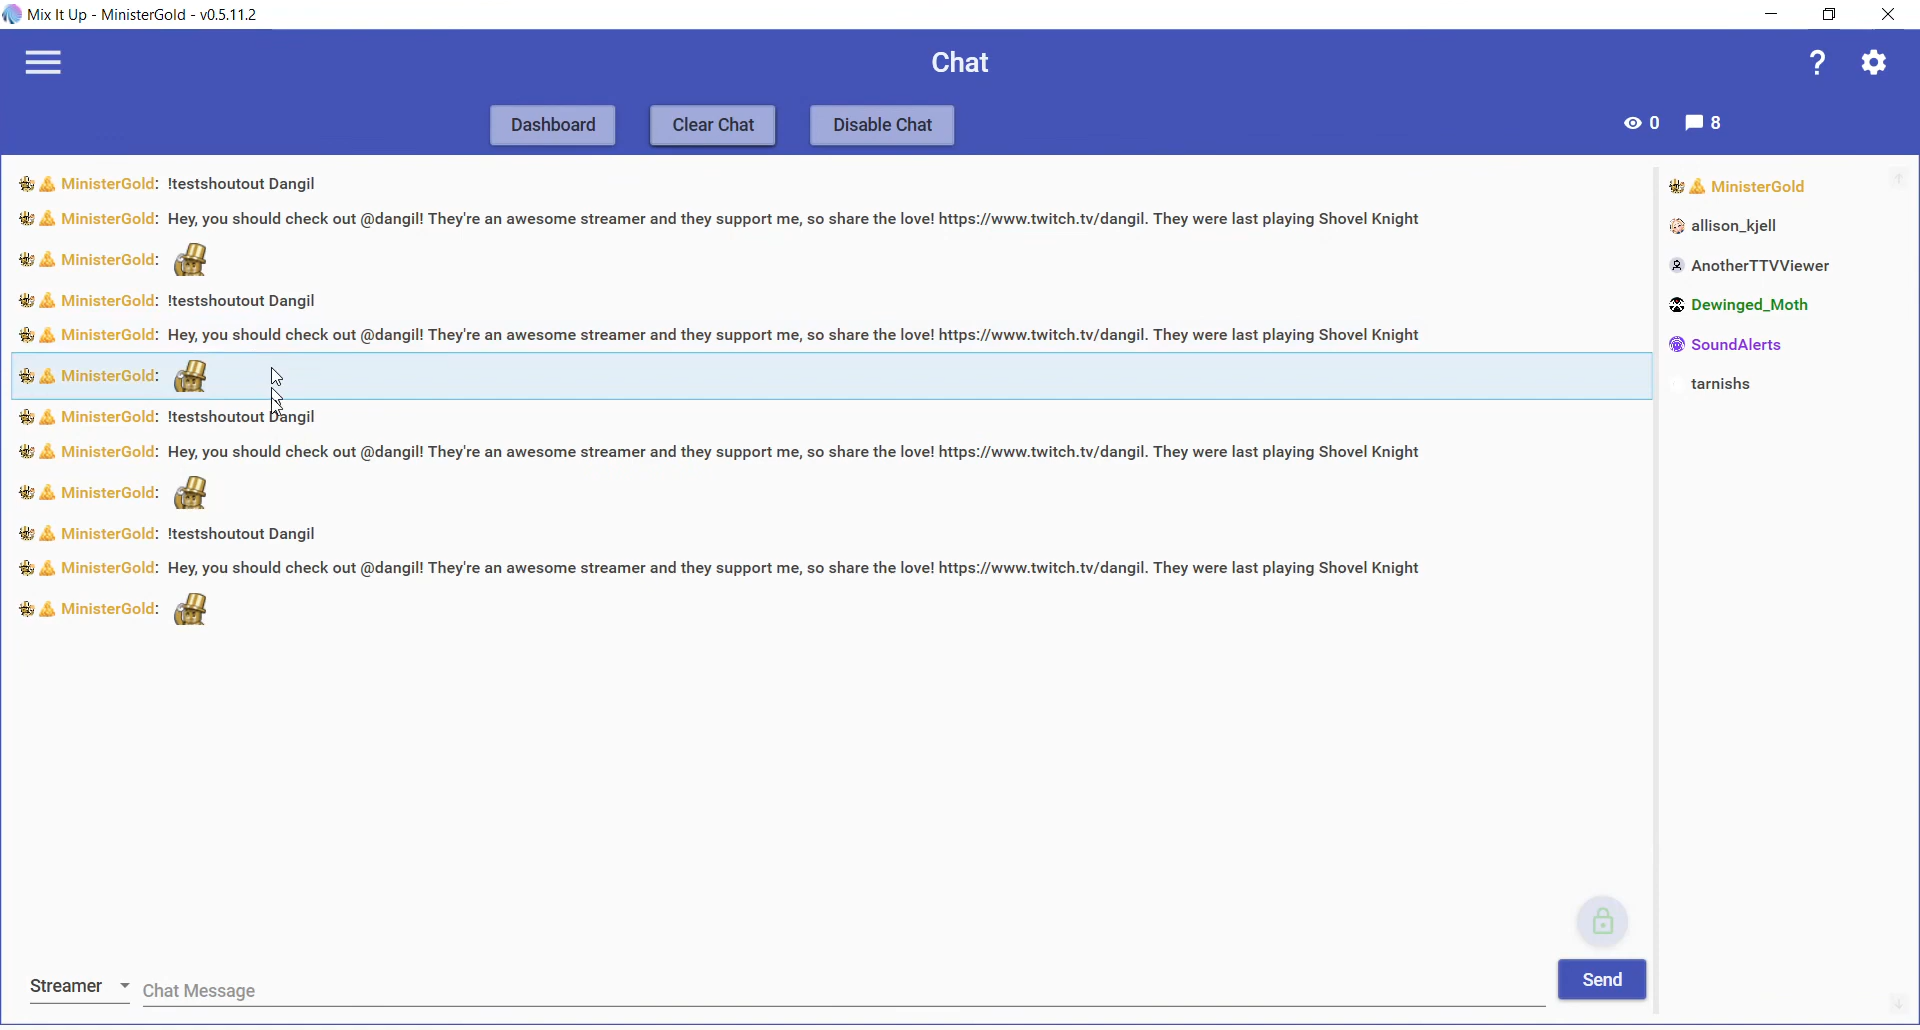 Mix It Up - MinisterGold - v0.5.11.2
Chat
?
Dashboard
Clear Chat
Disable Chat
0
8
MinisterGold: !testshoutout Dangil
MinisterGold: Hey, you should check out @dangil! They're an awesome streamer and they support me, so share the love! https://www.twitch.tv/dangil. They were last playing Shovel Knight
MinisterGold:
MinisterGold: !testshoutout Dangil
MinisterGold: Hey, you should check out @dangil! They're an awesome streamer and they support me, so share the love! https://www.twitch.tv/dangil. They were last playing Shovel Knight
MinisterGold:
MinisterGold: !testshoutout Dangil
MinisterGold: Hey, you should check out @dangil! They're an awesome streamer and they support me, so share the love! https://www.twitch.tv/dangil. They were last playing Shovel Knight
MinisterGold:
MinisterGold: !testshoutout Dangil
MinisterGold: Hey, you should check out @dangil! They're an awesome streamer and they support me, so share the love! https://www.twitch.tv/dangil. They were last playing Shovel Knight
MinisterGold:
MinisterGold
allison_kjell
AnotherTTVViewer
Dewinged_Moth
SoundAlerts
tarnishs
Streamer
Chat Message
Send